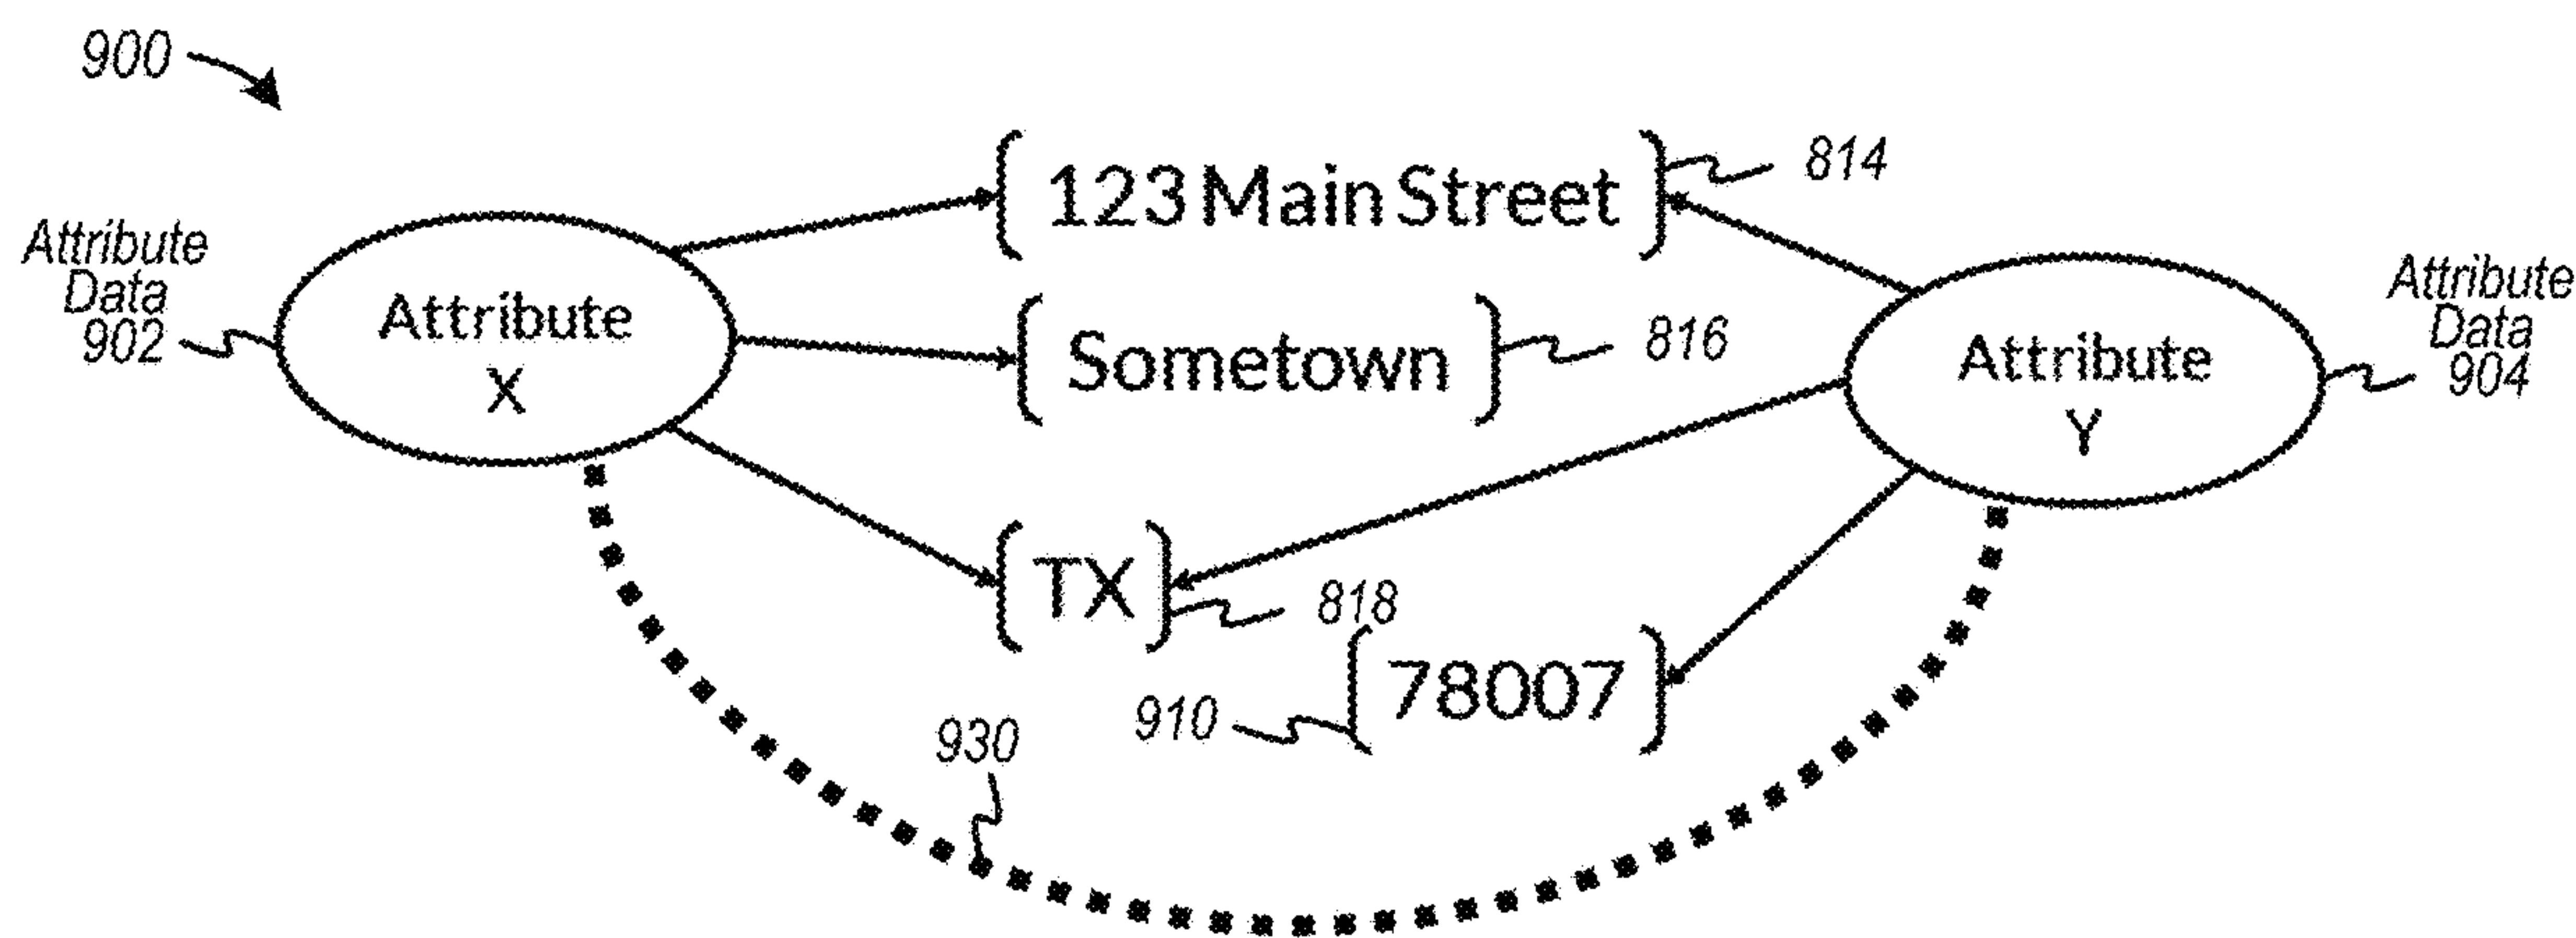 900
123 Main Street
814
Attribute
Data
902
Attribute
X
Sometown
816
Attribute
Y
Attribute
Data
904
TX
818
78007
910
930